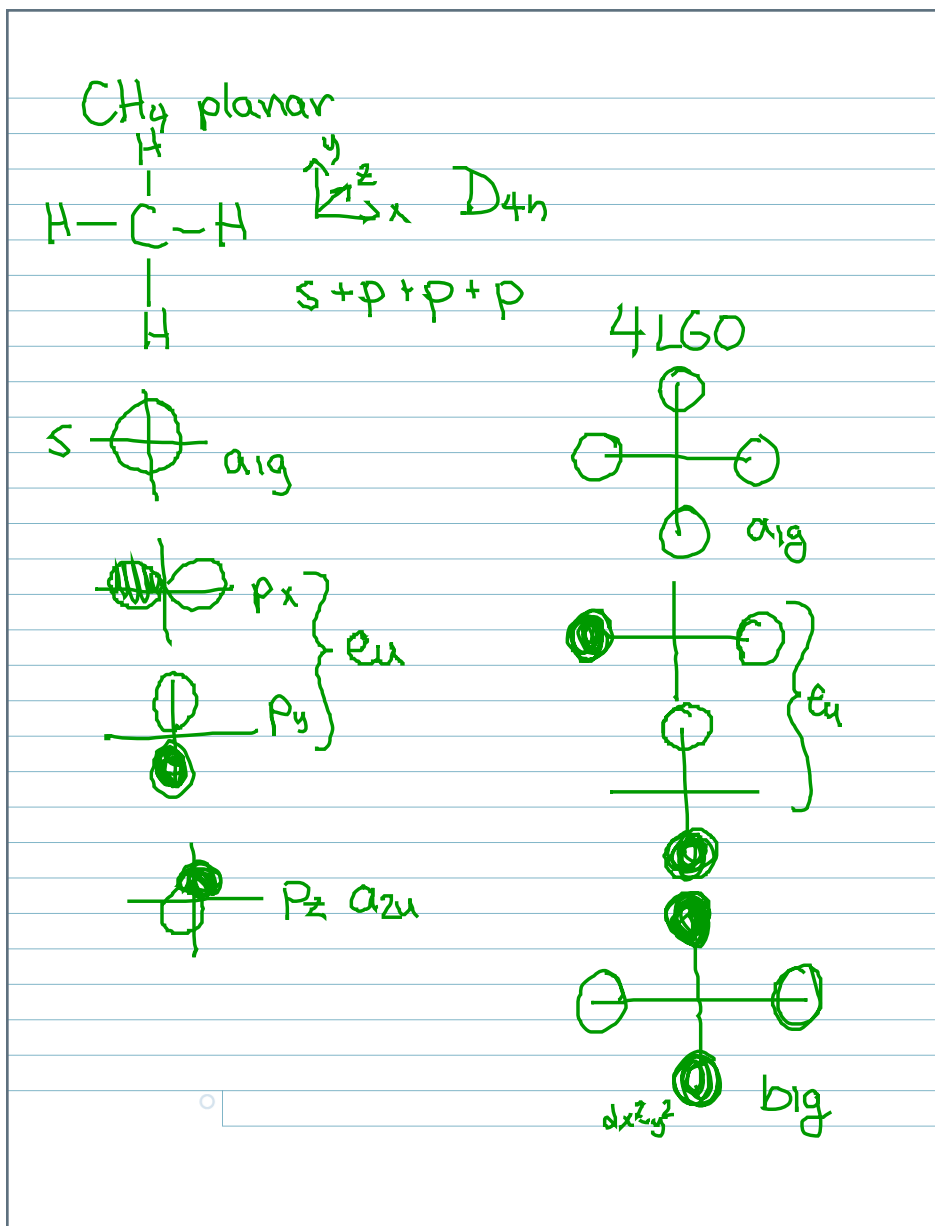 CH4 planar
H
y
z
x
D4h
H—C—H
H
s+p+p+p
4LGO
S
a1g
a1g
px
eu
py
eu
pz a2u
b1g
dx²-y²